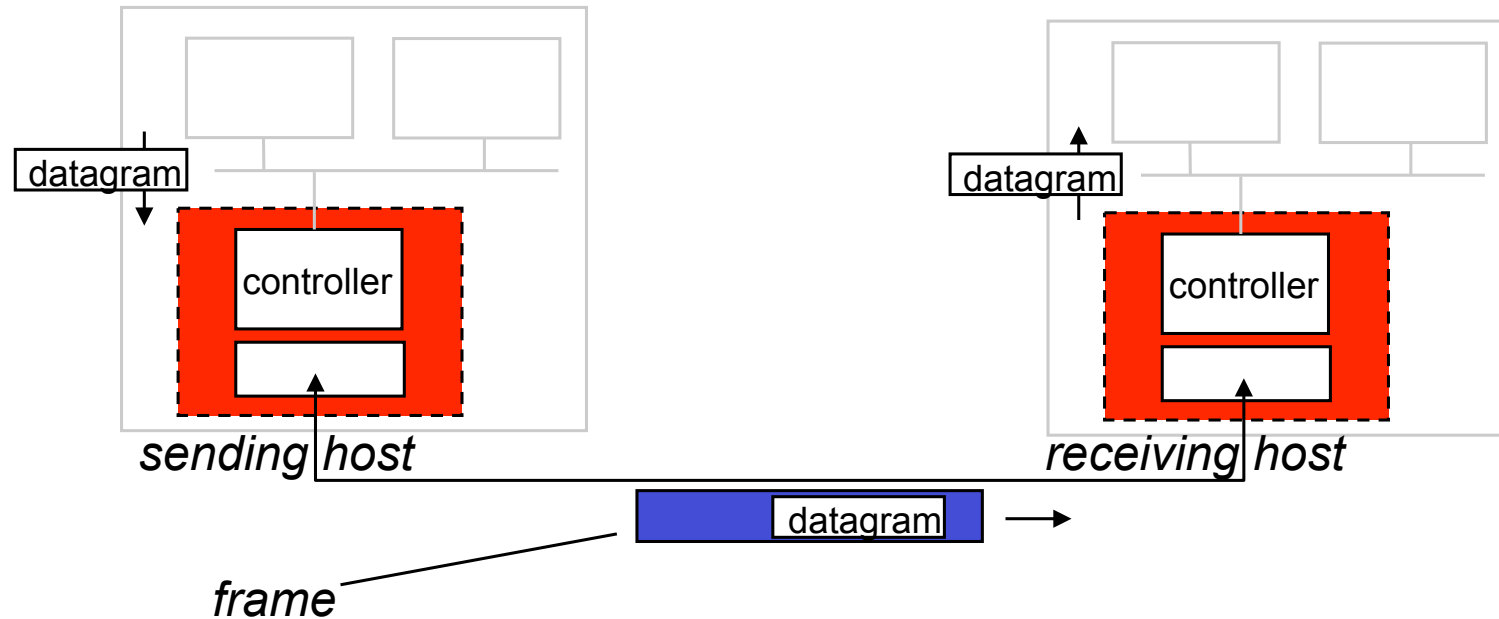 datagram
datagram
controller
controller
sending host
receiving host
datagram
frame